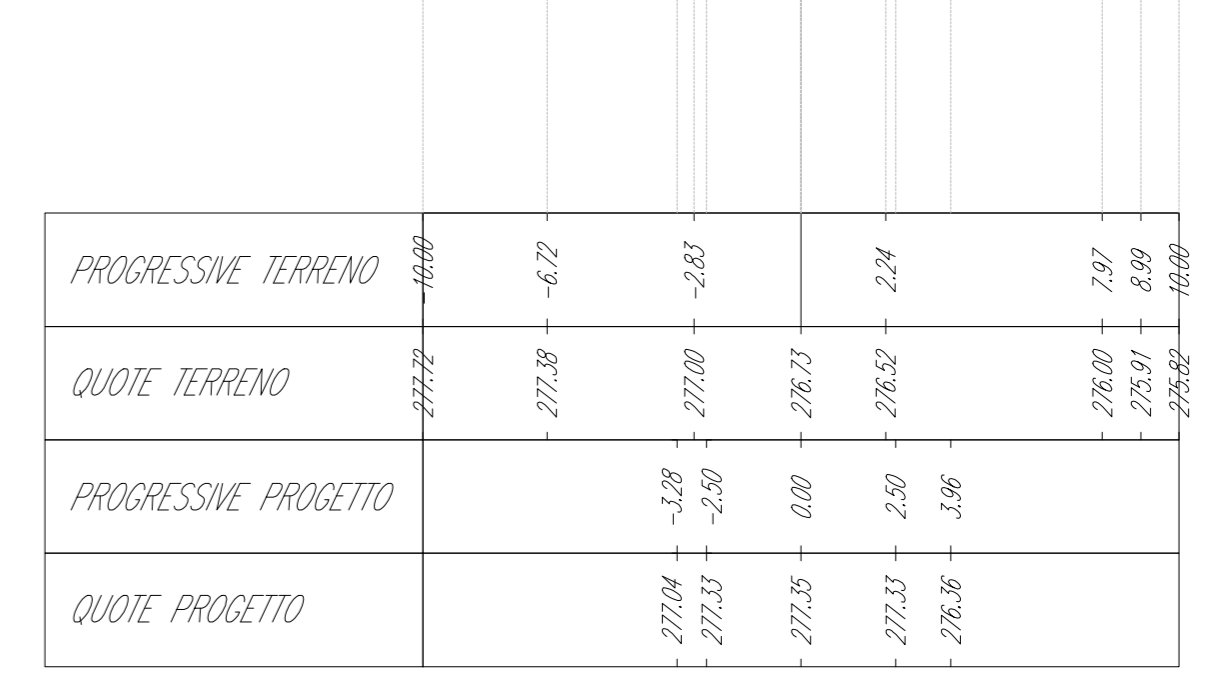 PROGRESSIVE TERRENO -10.00 -6.72 -2.83 2.24 7.97 8.99 10.00
QUOTE TERRENO 277.72 277.38 277.00 276.73 276.52 276.00 275.91 275.82
PROGRESSIVE PROGETTO -3.28 -2.50 0.00 2.50 3.96
QUOTE PROGETTO 277.04 277.33 277.35 277.33 276.36